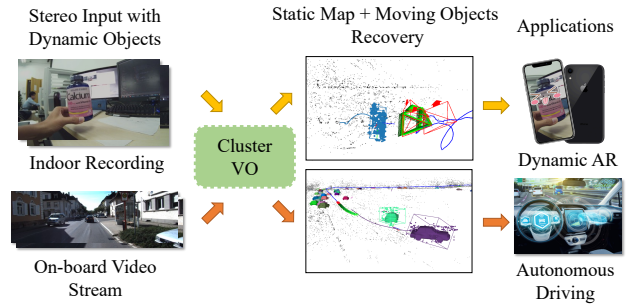 Stereo Input with
Dynamic Objects
Static Map + Moving Objects
Recovery
Applications
Calcium
Cluster
VO
Indoor Recording
Dynamic AR
On-board Video
Stream
Autonomous
Driving